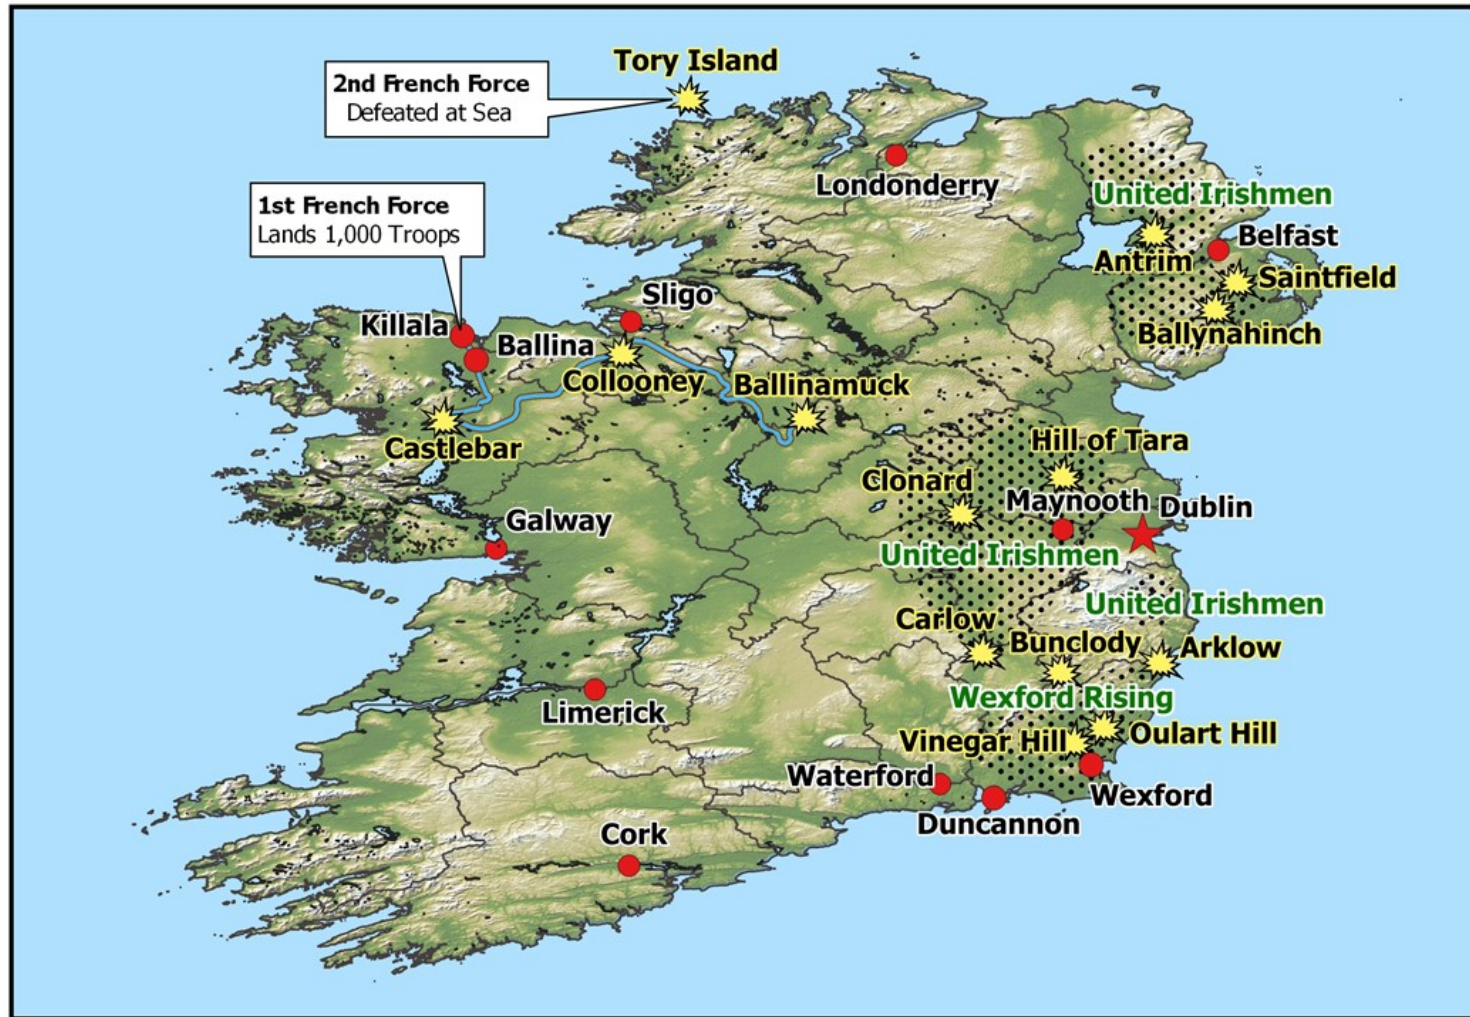 Tory Island
2nd French Force
Defeated at Sea
Londonderry
United Irishmen
1st French Force
Lands 1,000 Troops
Belfast
Antrim
Saintfield
Sligo
Killala
Ballina
Ballynahinch
Collooney
Ballinamuck
Castlebar
Hill of Tara
Clonard
Maynooth
Dublin
Galway
United Irishmen
United Irishmen
Carlow
Bunclody
Arklow
Wexford Rising
Limerick
Vinegar Hill
Oulart Hill
Waterford
Wexford
Duncannon
Cork